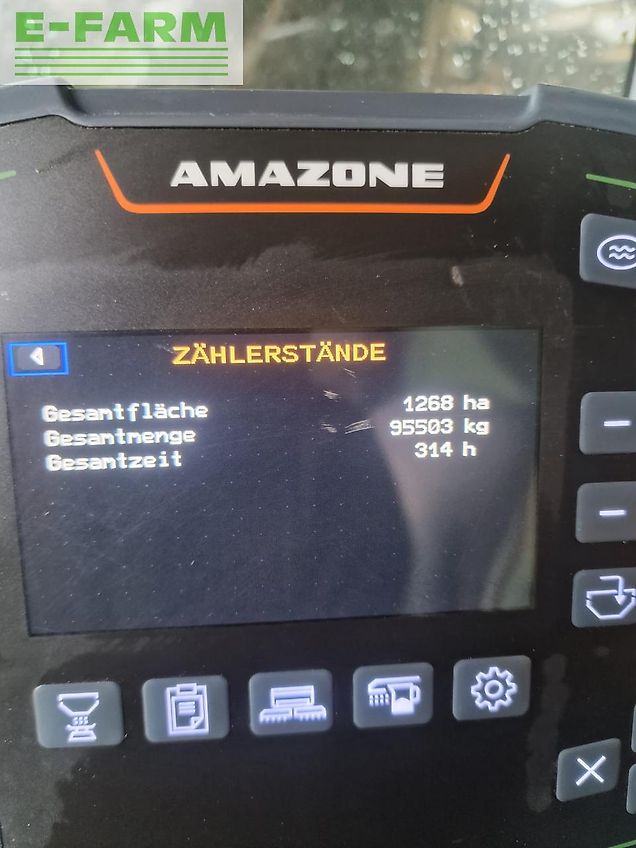 E-FARM
AMAZONE
ZÄHLERSTÄNDE
Gesamtfläche 1268 ha
Gesamtmenge 95503 kg
Gesamtzeit 314 h